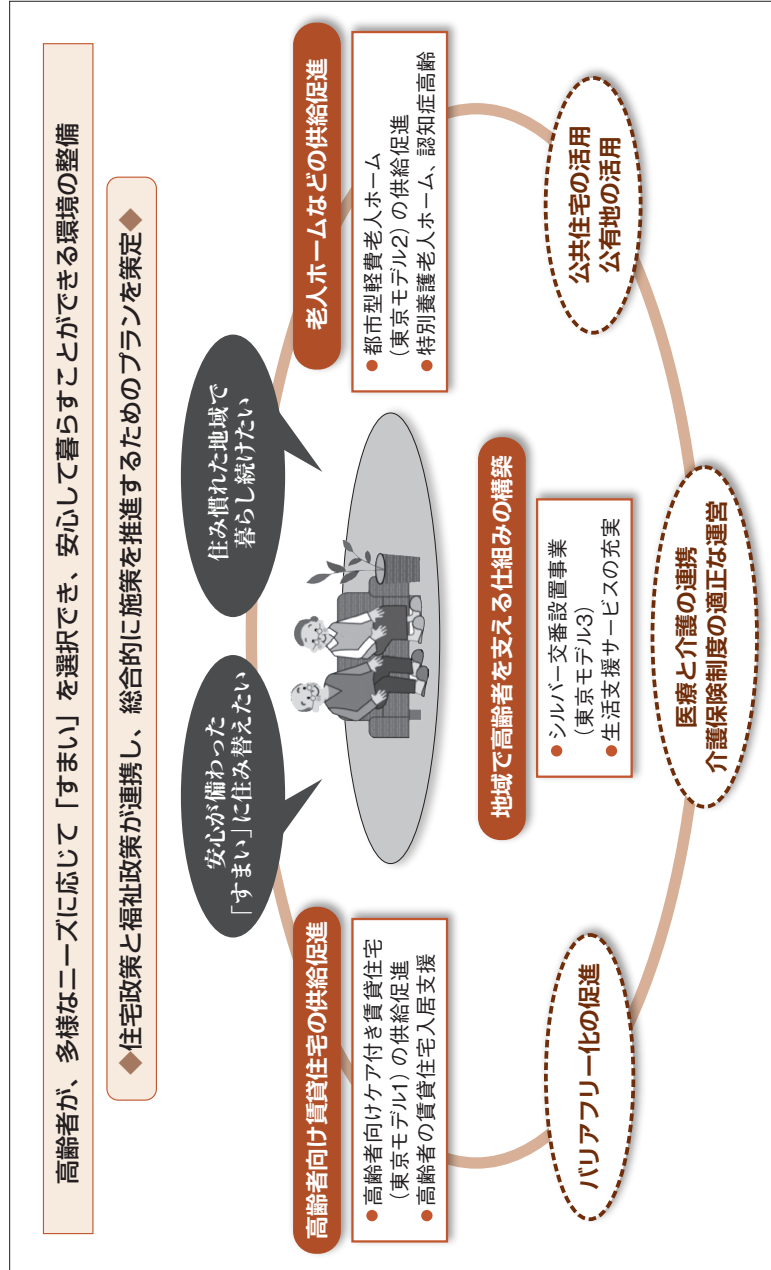 高齢者が、多様なニーズに応じて「すまい」を選択でき、安心して暮らすことができる環境の整備
◆住宅政策と福祉政策が連携し、総合的に施策を推進するためのプランを策定◆
安心が備わった
「すまい」に住み替えたい
住み慣れた地域で
暮らし続けたい
高齢者向け賃貸住宅の供給促進
●高齢者向けケア付き賃貸住宅
(東京モデル1)の供給促進
●高齢者の賃貸住宅入居支援
老人ホームなどの供給促進
●都市型軽費老人ホーム
(東京モデル2)の供給促進
●特別養護老人ホーム、認知症高齢
地域で高齢者を支える仕組みの構築
●シルバー交番設置事業
(東京モデル3)
●生活支援サービスの充実
バリアフリー化の促進
医療と介護の連携
介護保険制度の適正な運営
公共住宅の活用
公有地の活用